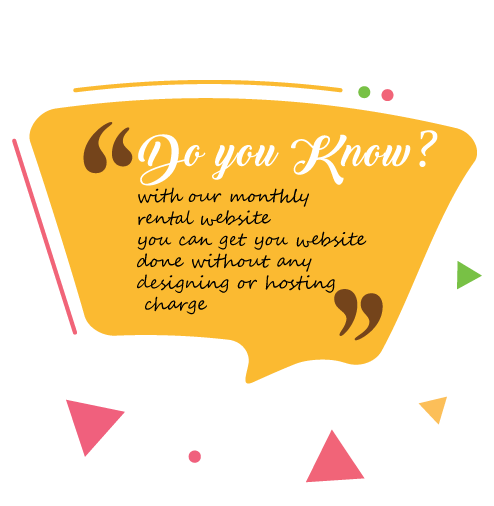 “ Do you Know?
with our monthly
rental website
you can get you website
done without any
designing or hosting
charge ”